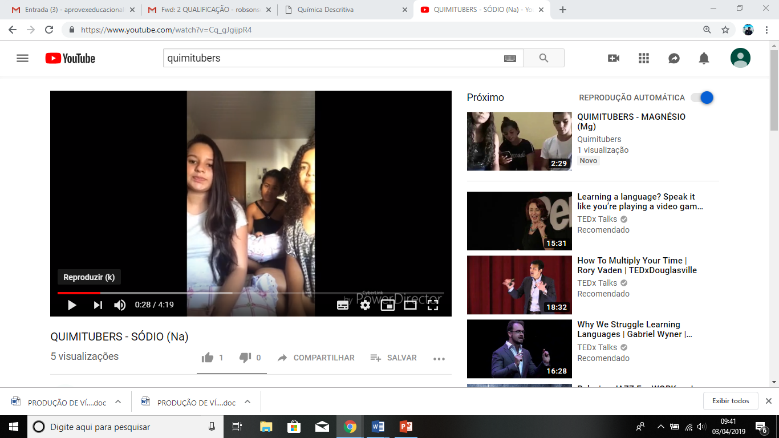 Entrada (3) - aprovexeducacional
Fwd: 2 QUALIFICAÇÃO - robson
Química Descritiva
QUIMITUBERS - SÓDIO (Na) - Yo
https://www.youtube.com/watch?v=Cq_gJgijpR4
YouTube
quimitubers
Próximo
REPRODUÇÃO AUTOMÁTICA
QUIMITUBERS - MAGNÉSIO
(Mg)
Quimitubers
1 visualização
Novo
2:29
Learning a language? Speak it
like you're playing a video gam...
TEDx Talks
Recomendado
15:31
How To Multiply Your Time |
Rory Vaden | TEDxDouglasville
TEDx Talks
Recomendado
18:32
Why We Struggle Learning
Languages | Gabriel Wyner |...
TEDx Talks
Recomendado
16:28
Reproduzir (k)
0:28 / 4:19
by PowerDirector
QUIMITUBERS - SÓDIO (Na)
5 visualizações
1
0
COMPARTILHAR
SALVAR
PRODUÇÃO DE VÍ....doc
PRODUÇÃO DE VÍ....doc
Exibir todos
Digite aqui para pesquisar
09:41
03/04/2019
6